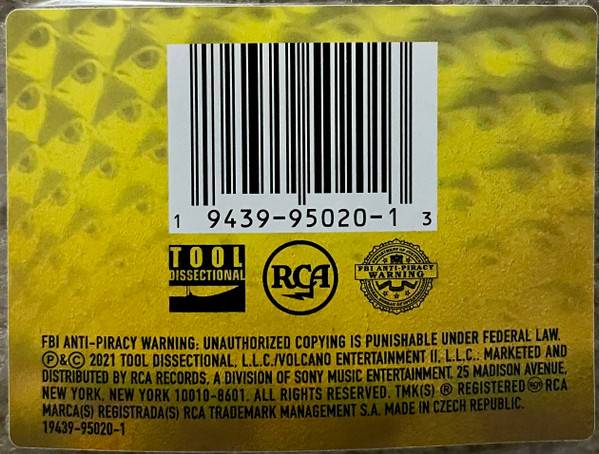 1 9439-95020-1 3
TOOL
DISSECTIONAL
RCA
FBI ANTI-PIRACY
WARNING
FBI ANTI-PIRACY WARNING: UNAUTHORIZED COPYING IS PUNISHABLE UNDER FEDERAL LAW.
Ⓟ&© 2021 TOOL DISSECTIONAL, L.L.C./VOLCANO ENTERTAINMENT II, L.L.C.: MARKETED AND
DISTRIBUTED BY RCA RECORDS, A DIVISION OF SONY MUSIC ENTERTAINMENT, 25 MADISON AVENUE,
NEW YORK, NEW YORK 10010-8601. ALL RIGHTS RESERVED. TMK(S) ® REGISTERED RCA
MARCA(S) REGISTRADA(S) RCA TRADEMARK MANAGEMENT S.A. MADE IN CZECH REPUBLIC.
19439-95020-1